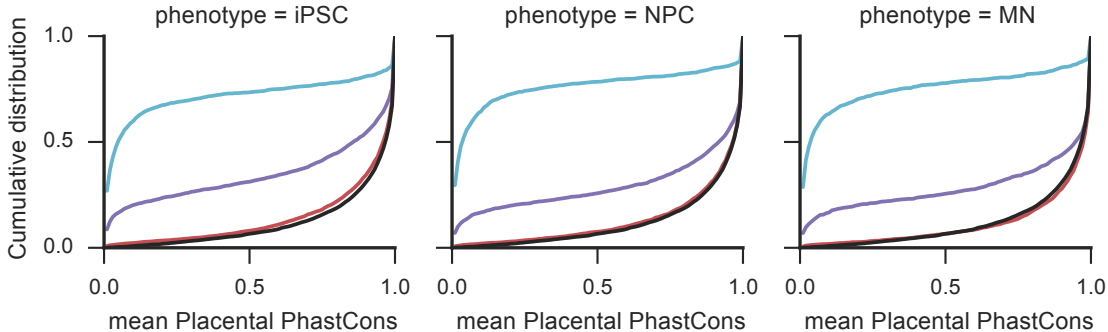 phenotype = iPSC
phenotype = NPC
phenotype = MN
Cumulative distribution
1.0
0.5
0.0
0.0 0.5 1.0
0.0 0.5 1.0
0.0 0.5 1.0
mean Placental PhastCons
mean Placental PhastCons
mean Placental PhastCons